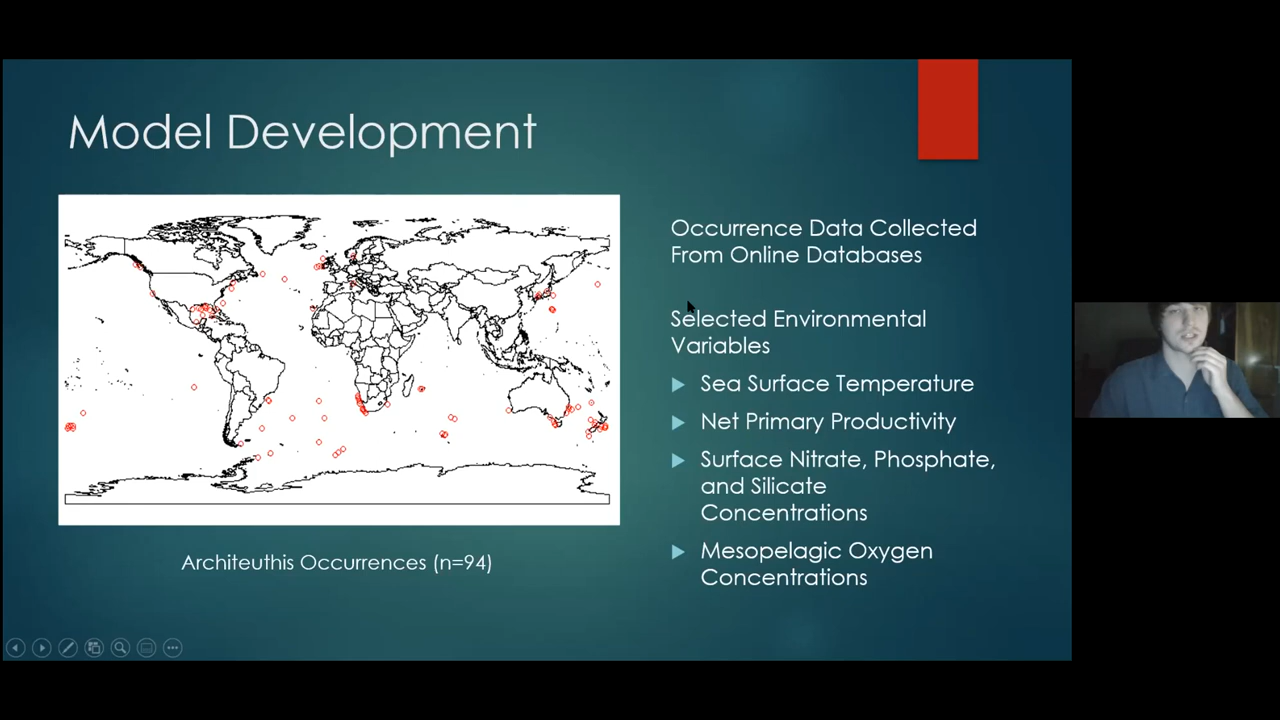 Model Development
Occurrence Data Collected
From Online Databases
Selected Environmental
Variables
Sea Surface Temperature
Net Primary Productivity
Surface Nitrate, Phosphate,
and Silicate
Concentrations
Mesopelagic Oxygen
Concentrations
Architeuthis Occurrences (n=94)